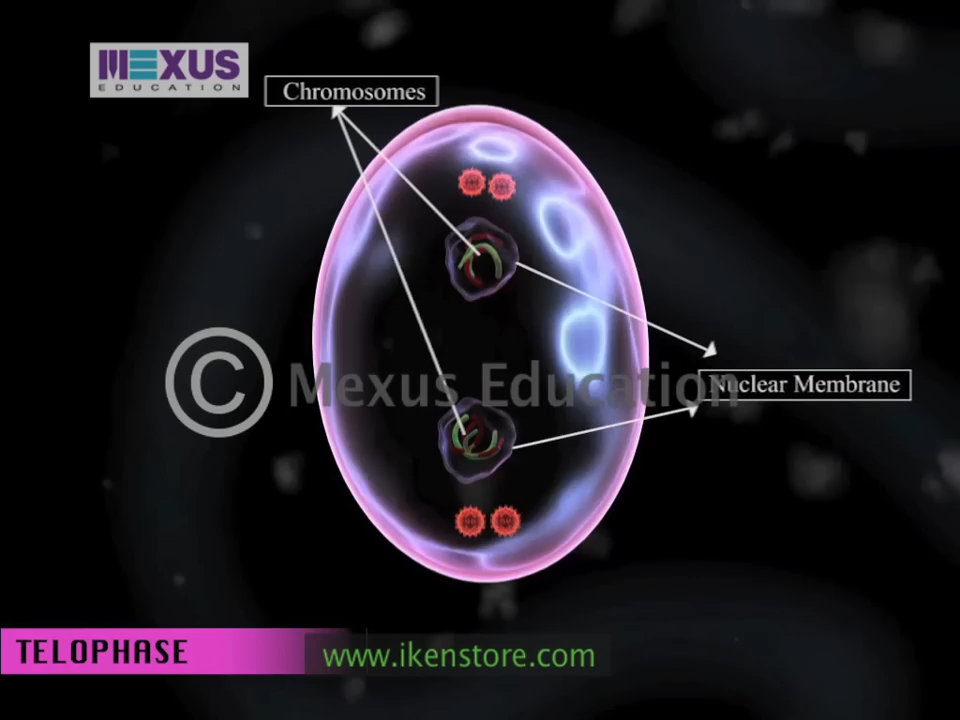 MEXUS
EDUCATION
Chromosomes
© Mexus Education
Nuclear Membrane
TELOPHASE
www.ikenstore.com